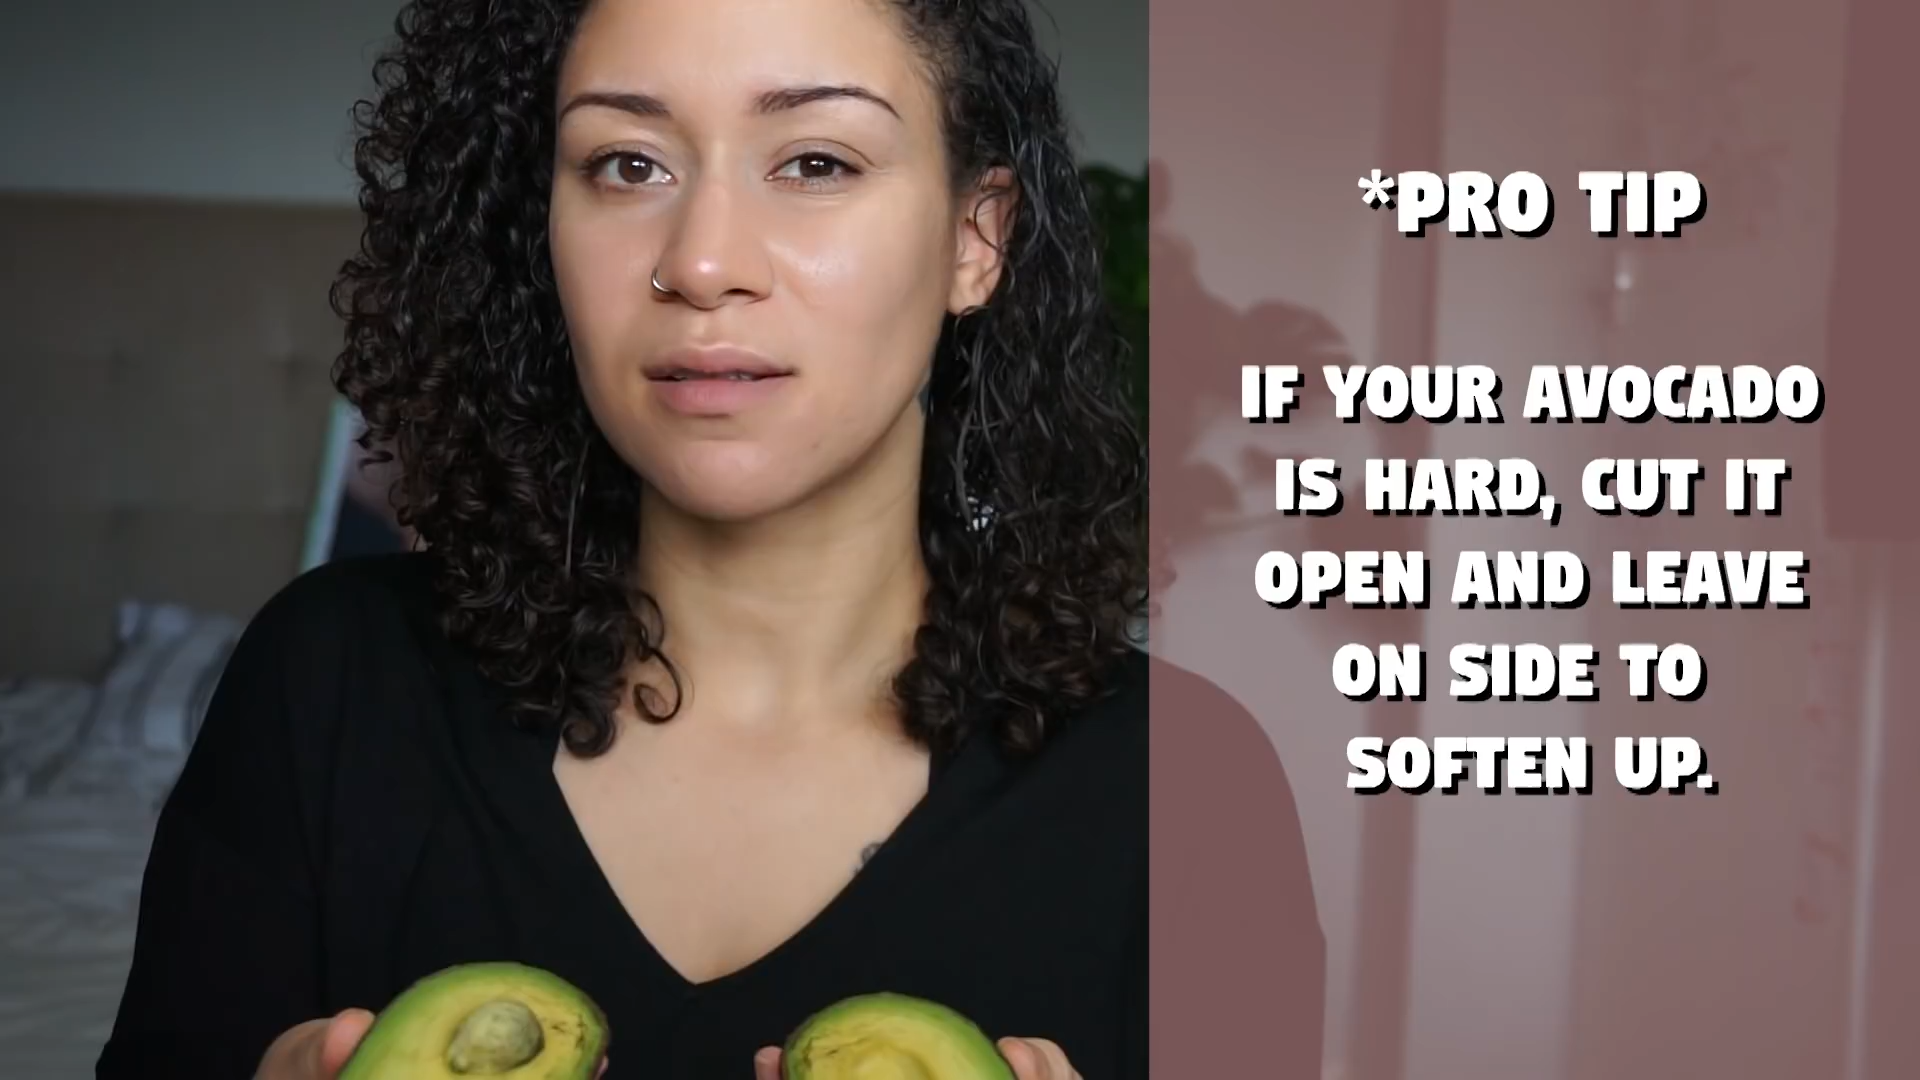 *PRO TIP
IF YOUR AVOCADO
IS HARD, CUT IT
OPEN AND LEAVE
ON SIDE TO
SOFTEN UP.